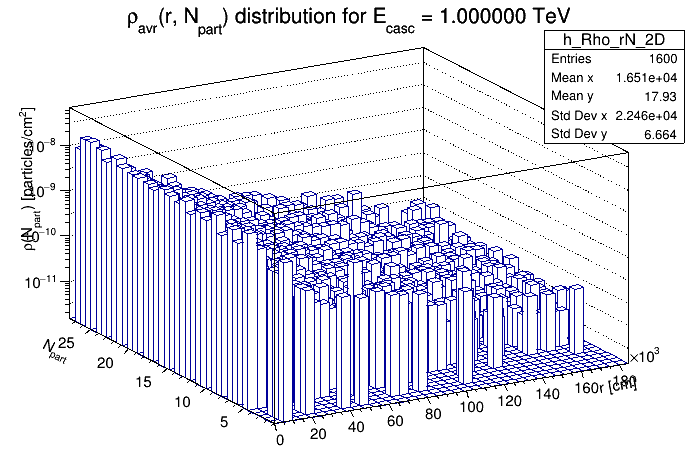 ρavr(r, Npart) distribution for Ecasc = 1.000000 TeV
h_Rho_rN_2D
Entries 1600
Mean x 1.651e+04
Mean y 17.93
Std Dev x 2.246e+04
Std Dev y 6.664
ρ(Npart) [particles/cm²]
10⁻⁸
10⁻⁹
10⁻¹⁰
10⁻¹¹
Npart
25
20
15
10
5
0 20 40 60 80 100 120 140 160 180
r [cm]
×10³